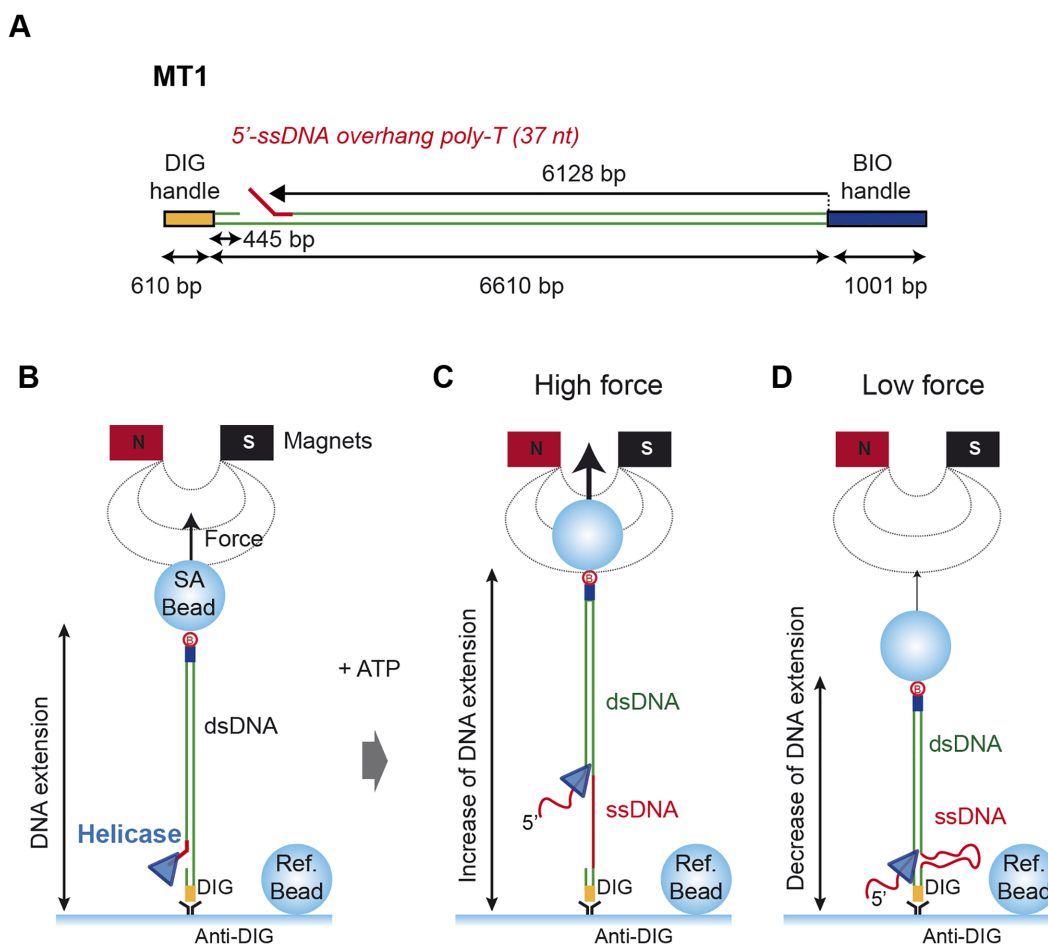 A
MT1
5'-ssDNA overhang poly-T (37 nt)
DIG
handle
6128 bp
BIO
handle
445 bp
610 bp
6610 bp
1001 bp
B
N
S
Magnets
Force
SA
Bead
B
DNA extension
dsDNA
Helicase
DIG
Ref.
Bead
Anti-DIG
+ ATP
C
High force
N
S
B
Increase of DNA extension
dsDNA
5'
ssDNA
DIG
Ref.
Bead
Anti-DIG
D
Low force
N
S
B
Decrease of DNA extension
dsDNA
ssDNA
5'
DIG
Ref.
Bead
Anti-DIG